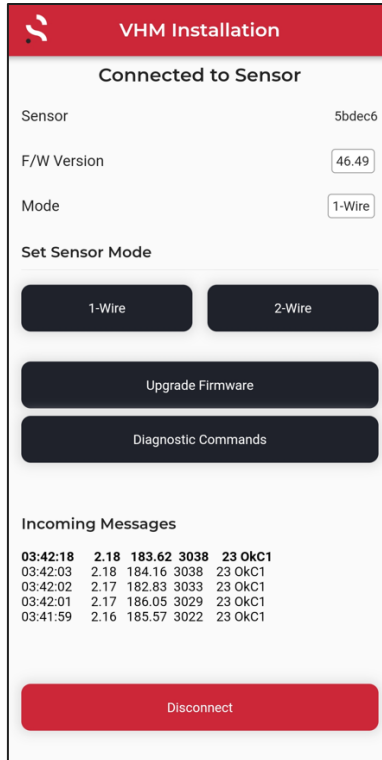 VHM Installation
Connected to Sensor
Sensor 5bdec6
F/W Version 46.49
Mode 1-Wire
Set Sensor Mode
1-Wire 2-Wire
Upgrade Firmware
Diagnostic Commands
Incoming Messages
03:42:18 2.18 183.62 3038 23 OkC1
03:42:03 2.18 184.16 3038 23 OkC1
03:42:02 2.17 182.83 3033 23 OkC1
03:42:01 2.17 186.05 3029 23 OkC1
03:41:59 2.16 185.57 3022 23 OkC1
Disconnect